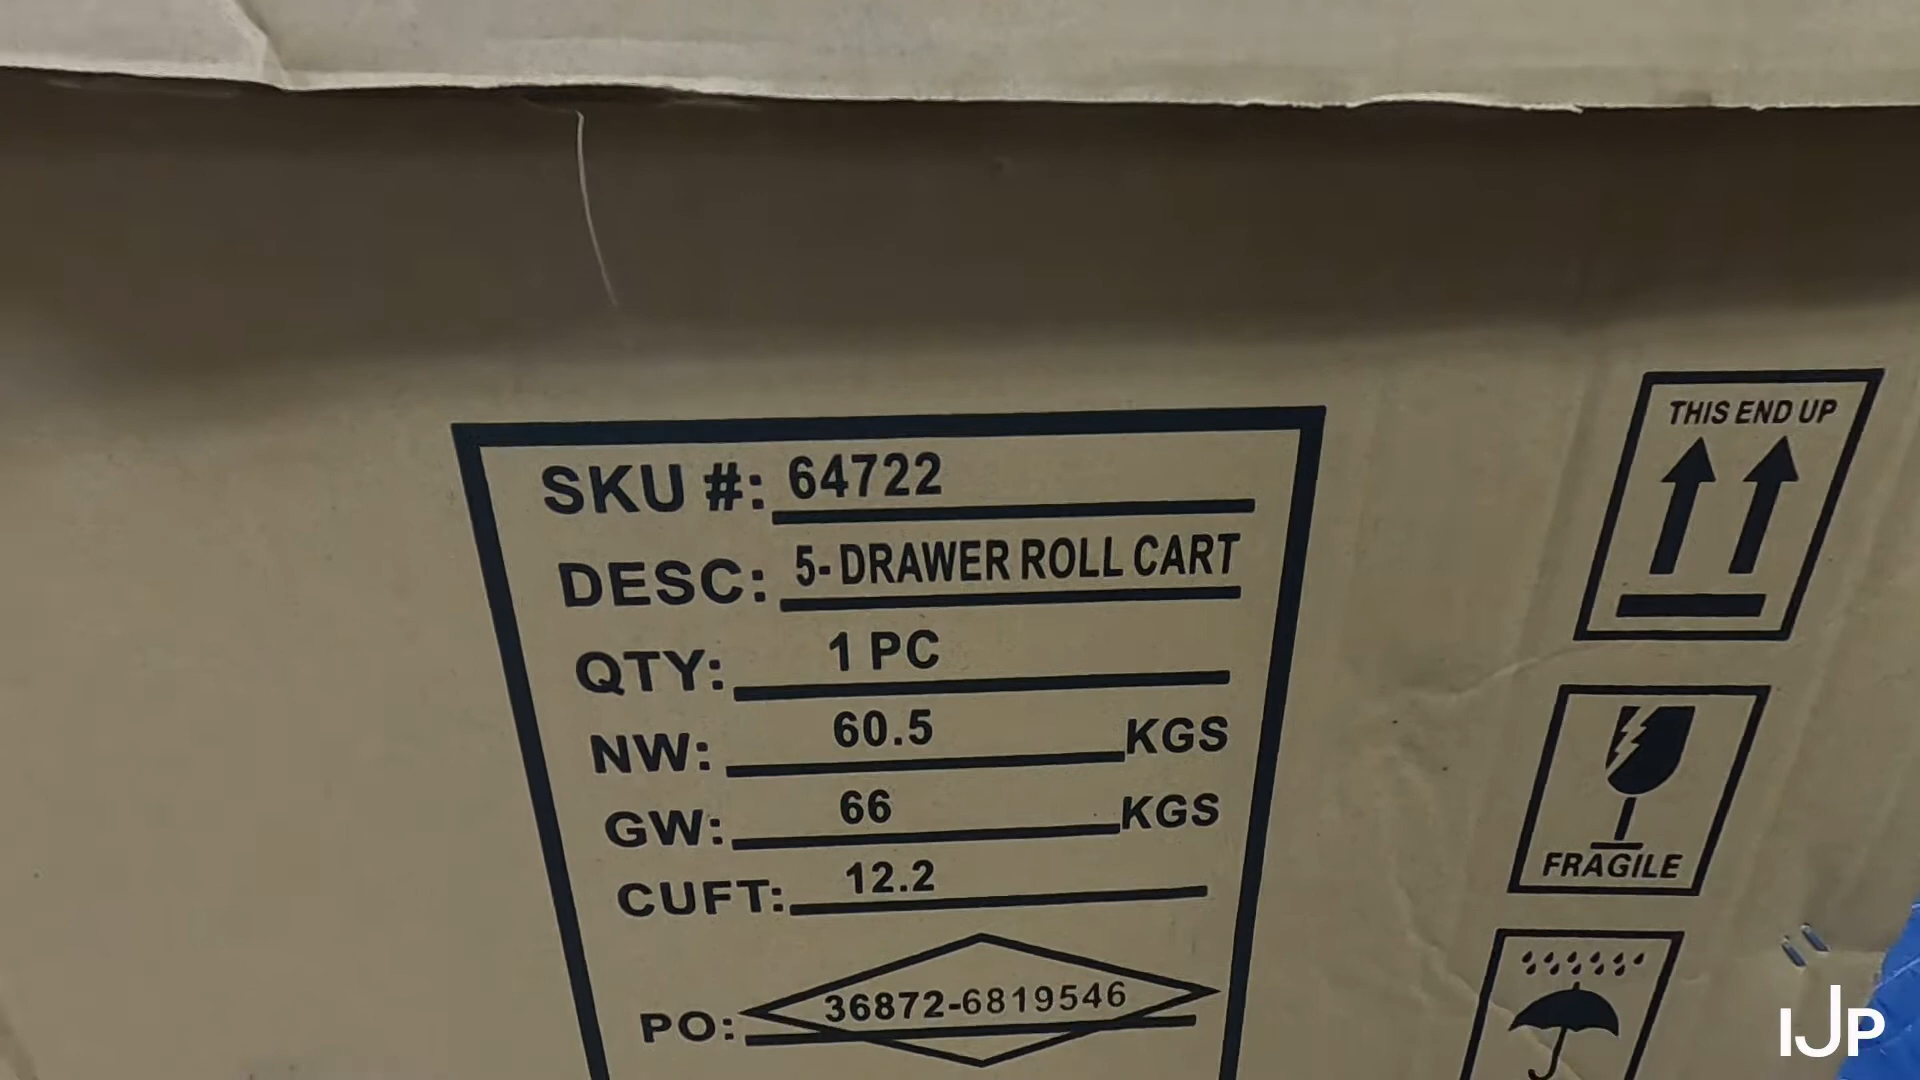 SKU #: 64722
DESC: 5-DRAWER ROLL CART
QTY: 1 PC
NW: 60.5 KGS
GW: 66 KGS
CUFT: 12.2
PO: 36872-6819546
THIS END UP
FRAGILE
IJP